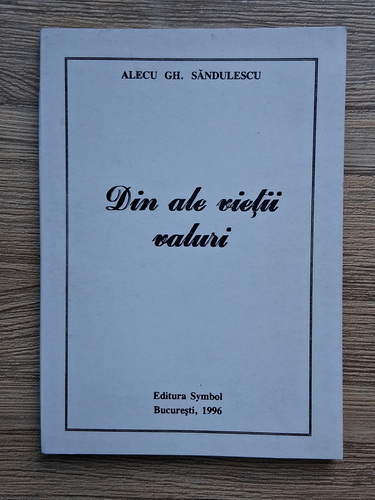 ALECU GH. SĂNDULESCU
Din ale vieţii
valuri
Editura Symbol
Bucureşti, 1996